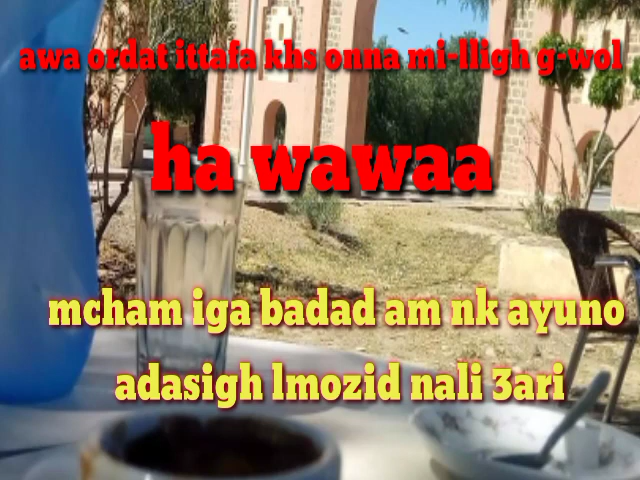 awa ordat ittafa khs onna mi-lligh g-wol
ha wawaa
mcham iga badad am nk ayuno
adasigh lmozid nali 3ari